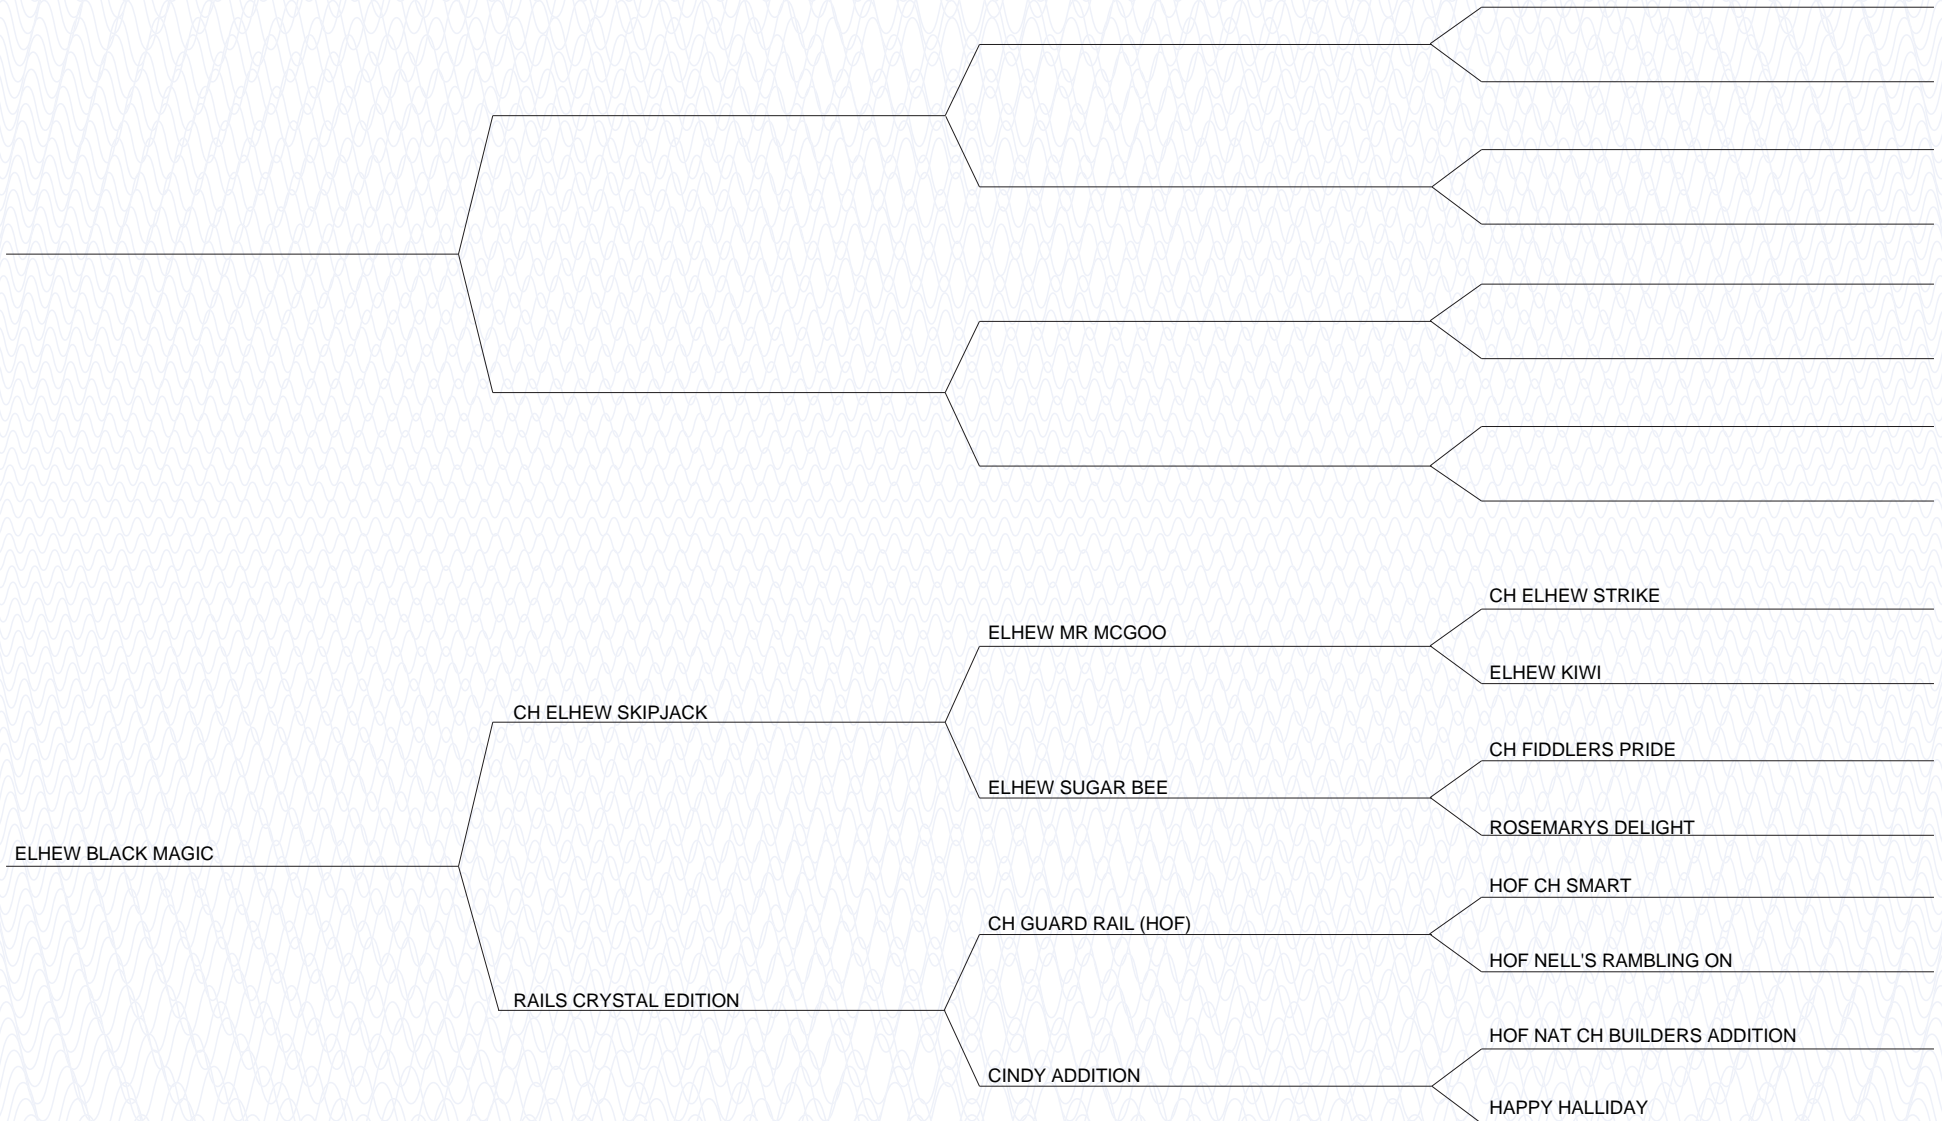 CH ELHEW STRIKE
ELHEW MR MCGOO
ELHEW KIWI
CH ELHEW SKIPJACK
CH FIDDLERS PRIDE
ELHEW SUGAR BEE
ROSEMARYS DELIGHT
ELHEW BLACK MAGIC
HOF CH SMART
CH GUARD RAIL (HOF)
HOF NELL'S RAMBLING ON
RAILS CRYSTAL EDITION
HOF NAT CH BUILDERS ADDITION
CINDY ADDITION
HAPPY HALLIDAY